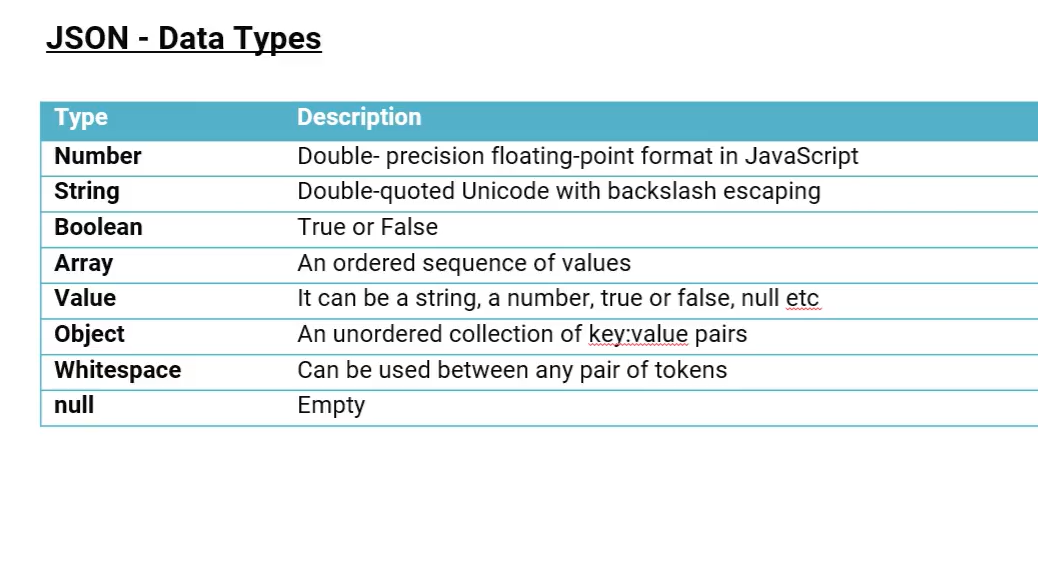 JSON - Data Types
Type Description
Number Double- precision floating-point format in JavaScript
String Double-quoted Unicode with backslash escaping
Boolean True or False
Array An ordered sequence of values
Value It can be a string, a number, true or false, null etc
Object An unordered collection of key:value pairs
Whitespace Can be used between any pair of tokens
null Empty